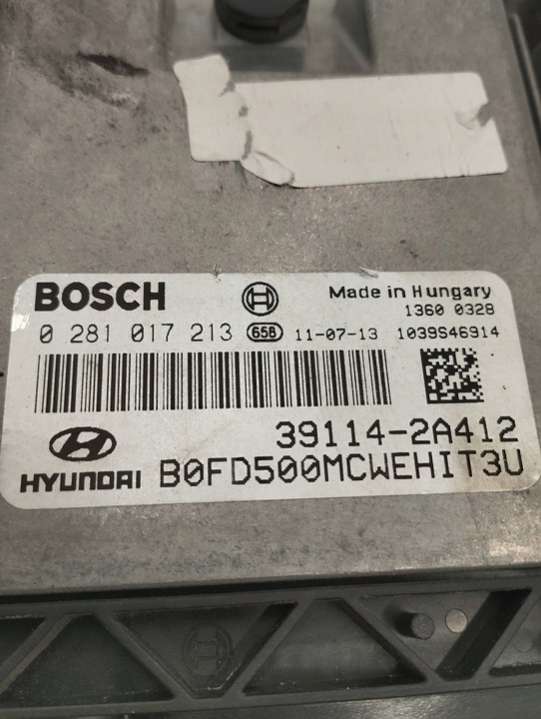 BOSCH
Made in Hungary
1360 0328
0 281 017 213 658 11-07-13 1039S46914
39114-2A412
HYUNDAI B0FD500MCWEHIT3U